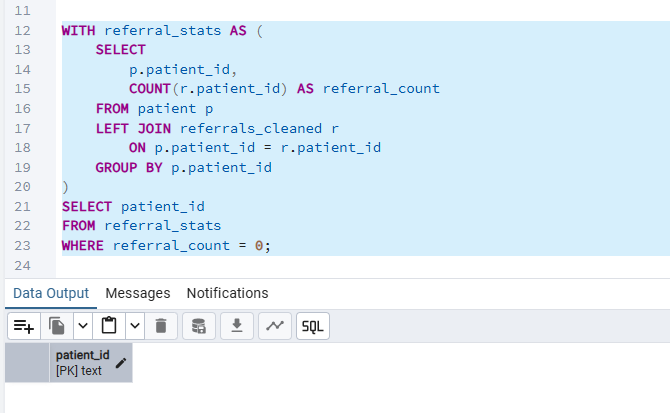 11
12 WITH referral_stats AS (
13 SELECT
14 p.patient_id,
15 COUNT(r.patient_id) AS referral_count
16 FROM patient p
17 LEFT JOIN referrals_cleaned r
18 ON p.patient_id = r.patient_id
19 GROUP BY p.patient_id
20 )
21 SELECT patient_id
22 FROM referral_stats
23 WHERE referral_count = 0;
24
Data Output Messages Notifications
SQL
patient_id
[PK] text